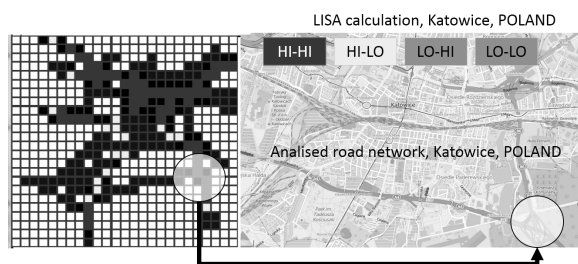 LISA calculation, Katowice, POLAND
HI-HI HI-LO LO-HI LO-LO
Katowice
Analised road network, Katowice, POLAND